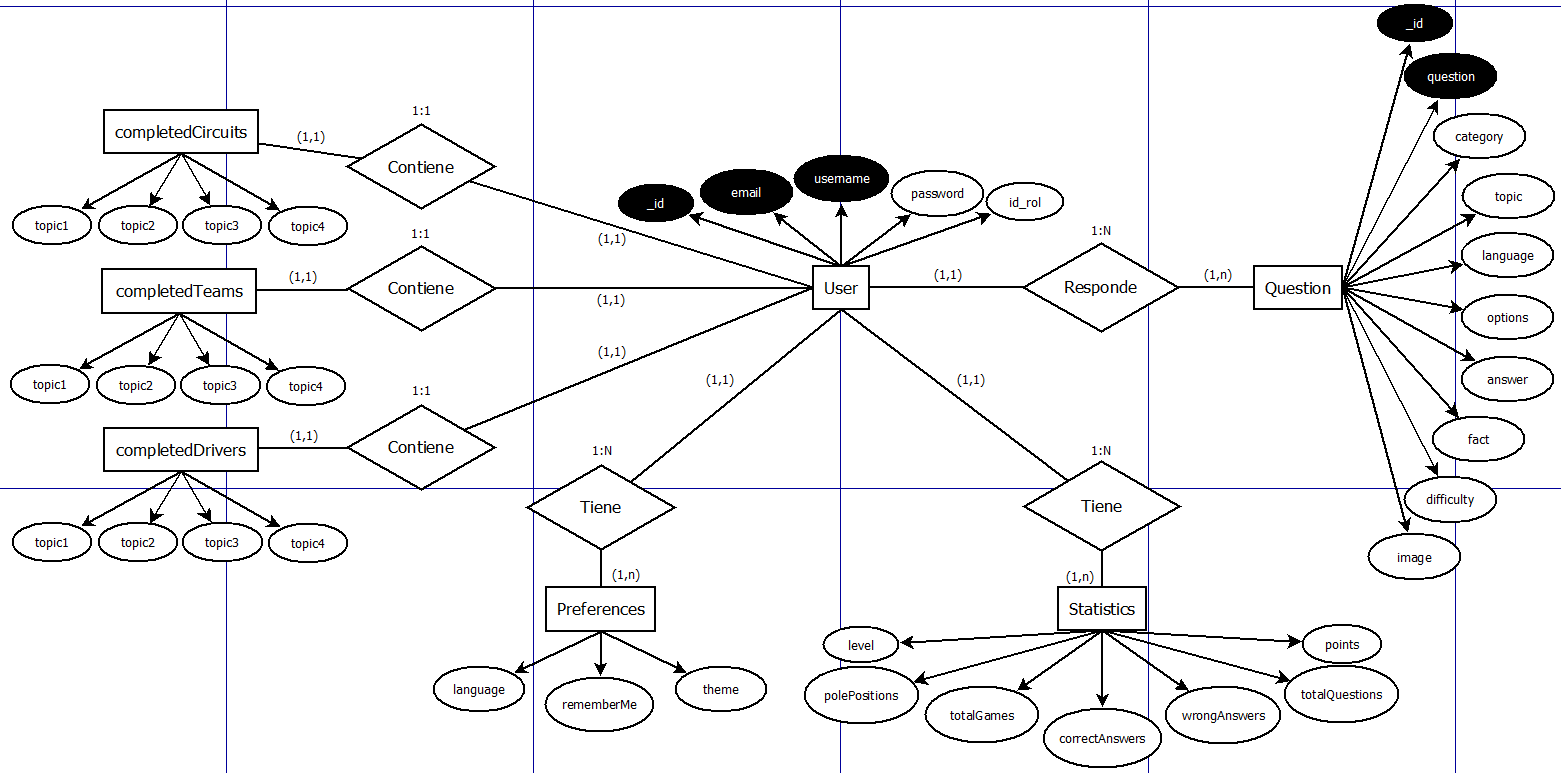 _id
question
category
topic
language
options
answer
fact
difficulty
image
Question
(1,n)
1:N
Responde
(1,1)
User
_id
email
username
password
id_rol
completedCircuits
(1,1)
1:1
Contiene
(1,1)
topic1
topic2
topic3
topic4
completedTeams
(1,1)
1:1
Contiene
(1,1)
topic1
topic2
topic3
topic4
completedDrivers
(1,1)
1:1
Contiene
(1,1)
topic1
topic2
topic3
topic4
(1,1)
1:N
Tiene
(1,n)
Preferences
language
rememberMe
theme
(1,1)
1:N
Tiene
(1,n)
Statistics
level
polePositions
totalGames
correctAnswers
wrongAnswers
totalQuestions
points